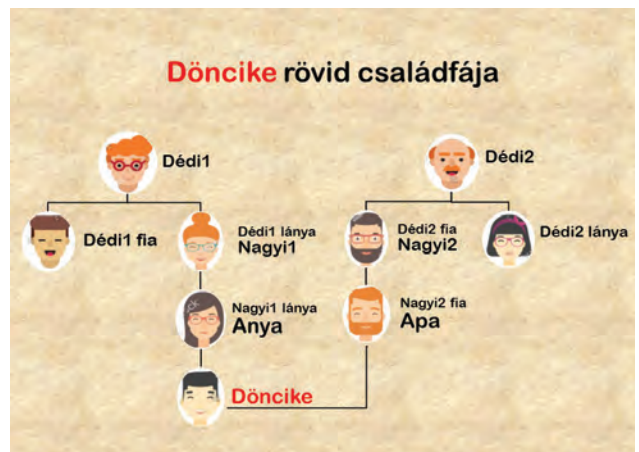 Döncike rövid családfája
Dédi1
Dédi2
Dédi1 fia
Dédi1 lánya
Nagyi1
Dédi2 fia
Nagyi2
Dédi2 lánya
Nagyi1 lánya
Anya
Nagyi2 fia
Apa
Döncike